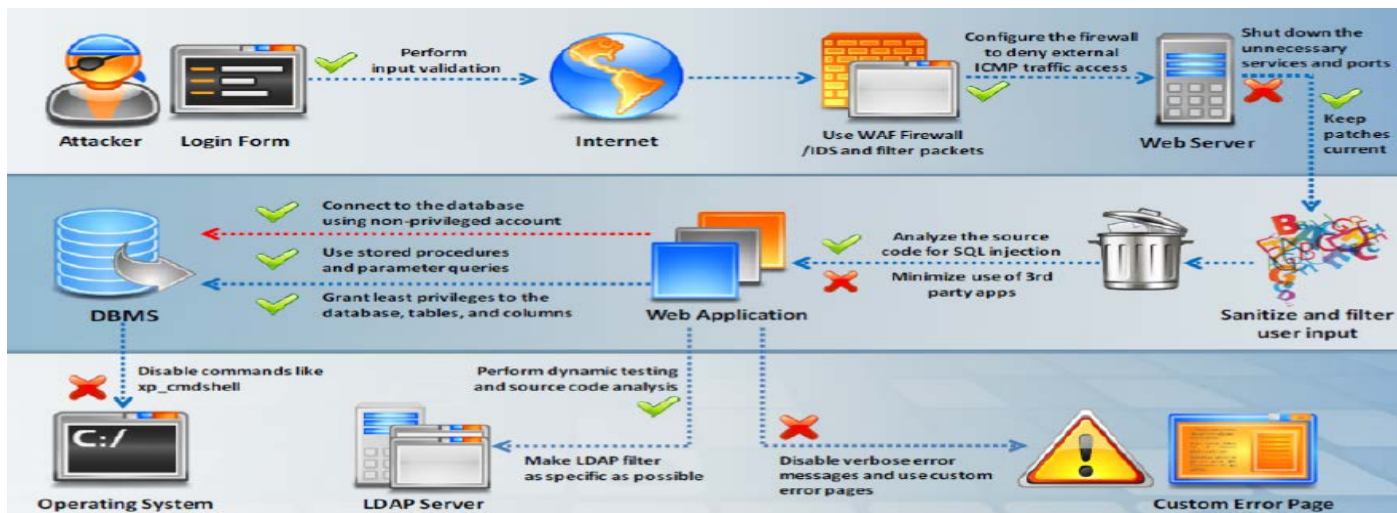 Attacker
Login Form
Perform
input validation
Internet
Use WAF Firewall
/IDS and filter packets
Configure the firewall
to deny external
ICMP traffic access
Web Server
Shut down the
unnecessary
services and ports
Keep
patches
current
DBMS
Connect to the database
using non-privileged account
Use stored procedures
and parameter queries
Grant least privileges to the
database, tables, and columns
Web Application
Analyze the source
code for SQL injection
Minimize use of 3rd
party apps
Sanitize and filter
user input
Disable commands like
xp_cmdshell
C:/
Operating System
Perform dynamic testing
and source code analysis
LDAP Server
Make LDAP filter
as specific as possible
Disable verbose error
messages and use custom
error pages
Custom Error Page